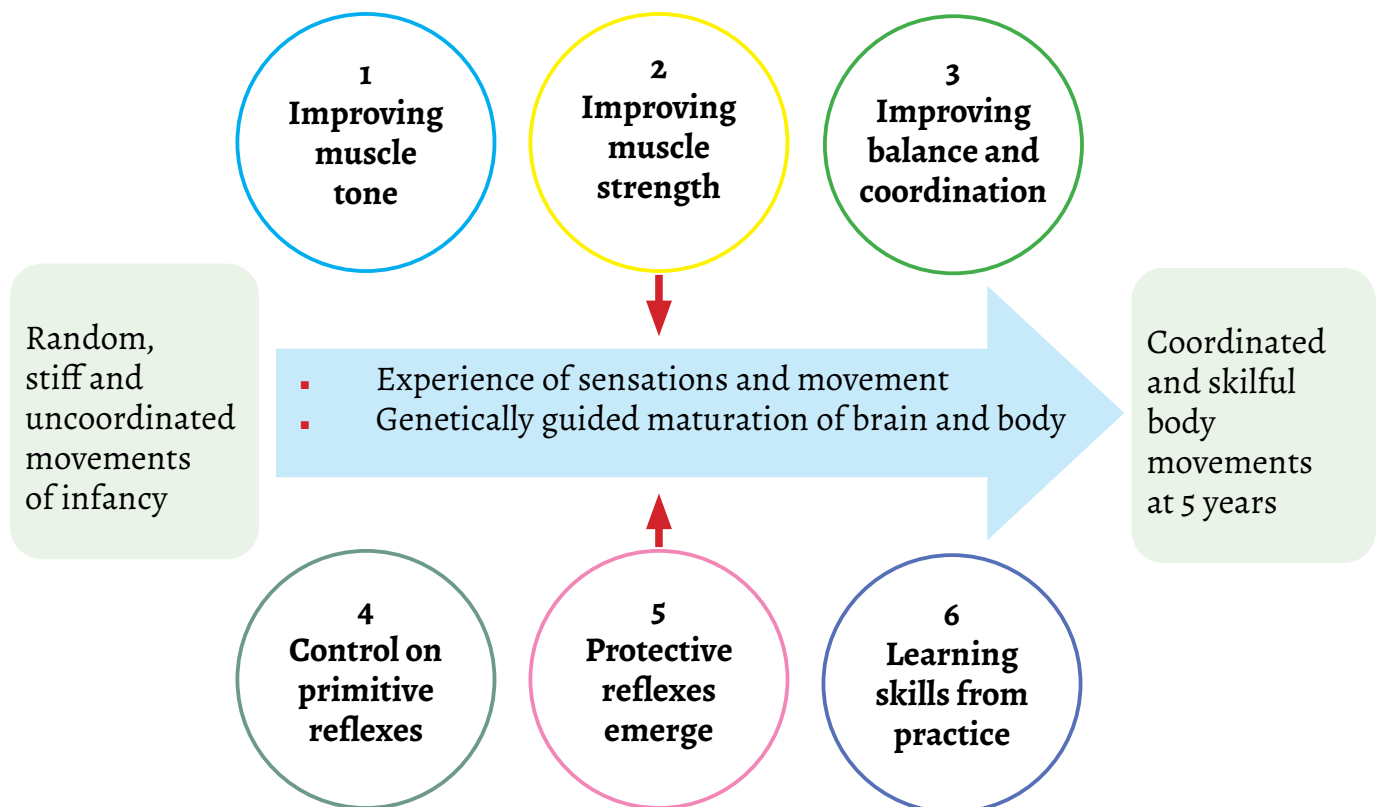 1
Improving
muscle
tone
2
Improving
muscle
strength
3
Improving
balance and
coordination
Random,
stiff and
uncoordinated
movements
of infancy
▪ Experience of sensations and movement
▪ Genetically guided maturation of brain and body
Coordinated
and skilful
body
movements
at 5 years
4
Control on
primitive
reflexes
5
Protective
reflexes
emerge
6
Learning
skills from
practice